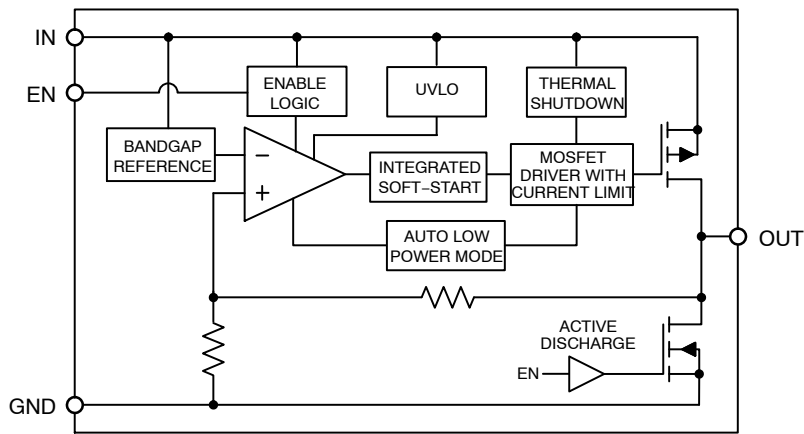 IN
EN
ENABLE
LOGIC
UVLO
THERMAL
SHUTDOWN
BANDGAP
REFERENCE
−
+
INTEGRATED
SOFT−START
MOSFET
DRIVER WITH
CURRENT LIMIT
AUTO LOW
POWER MODE
OUT
ACTIVE
DISCHARGE
EN
GND